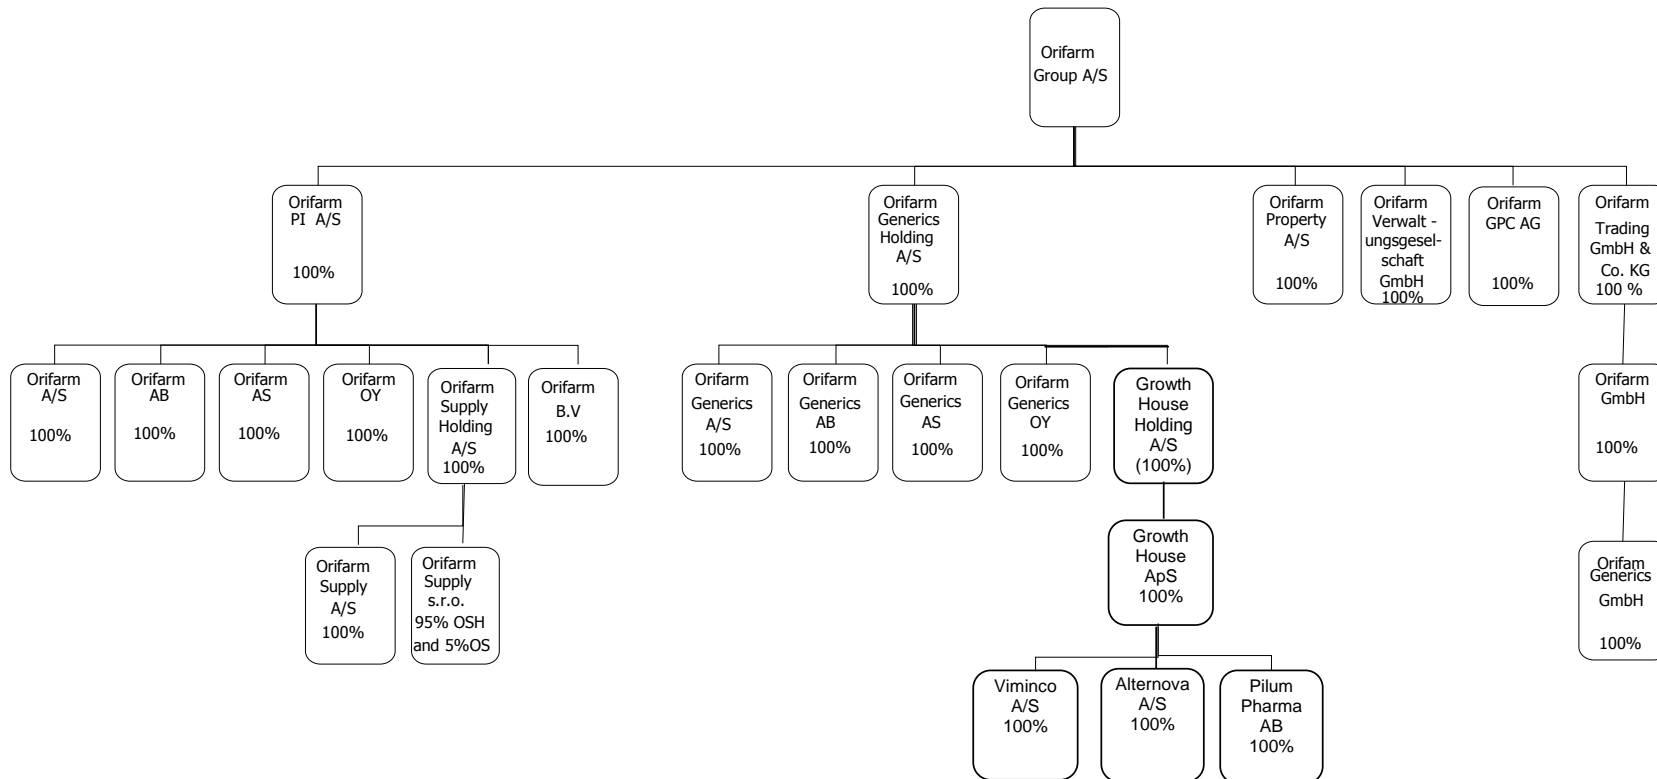 Orifarm
Group A/S
Orifarm
PI A/S
100%
Orifarm
Generics
Holding
A/S
100%
Orifarm
Property
A/S
100%
Orifarm
Verwalt -
ungsgesel-
schaft
GmbH
100%
Orifarm
GPC AG
100%
Orifarm
Trading
GmbH &
Co. KG
100 %
Orifarm
A/S
100%
Orifarm
AB
100%
Orifarm
AS
100%
Orifarm
OY
100%
Orifarm
Supply
Holding
A/S
100%
Orifarm
B.V
100%
Orifarm
Generics
A/S
100%
Orifarm
Generics
AB
100%
Orifarm
Generics
AS
100%
Orifarm
Generics
OY
100%
Growth
House
Holding
A/S
(100%)
Orifarm
GmbH
100%
Orifarm
Supply
A/S
100%
Orifarm
Supply
s.r.o.
95% OSH
and 5%OS
Growth
House
ApS
100%
Orifam
Generics
GmbH
100%
Viminco
A/S
100%
Alternova
A/S
100%
Pilum
Pharma
AB
100%